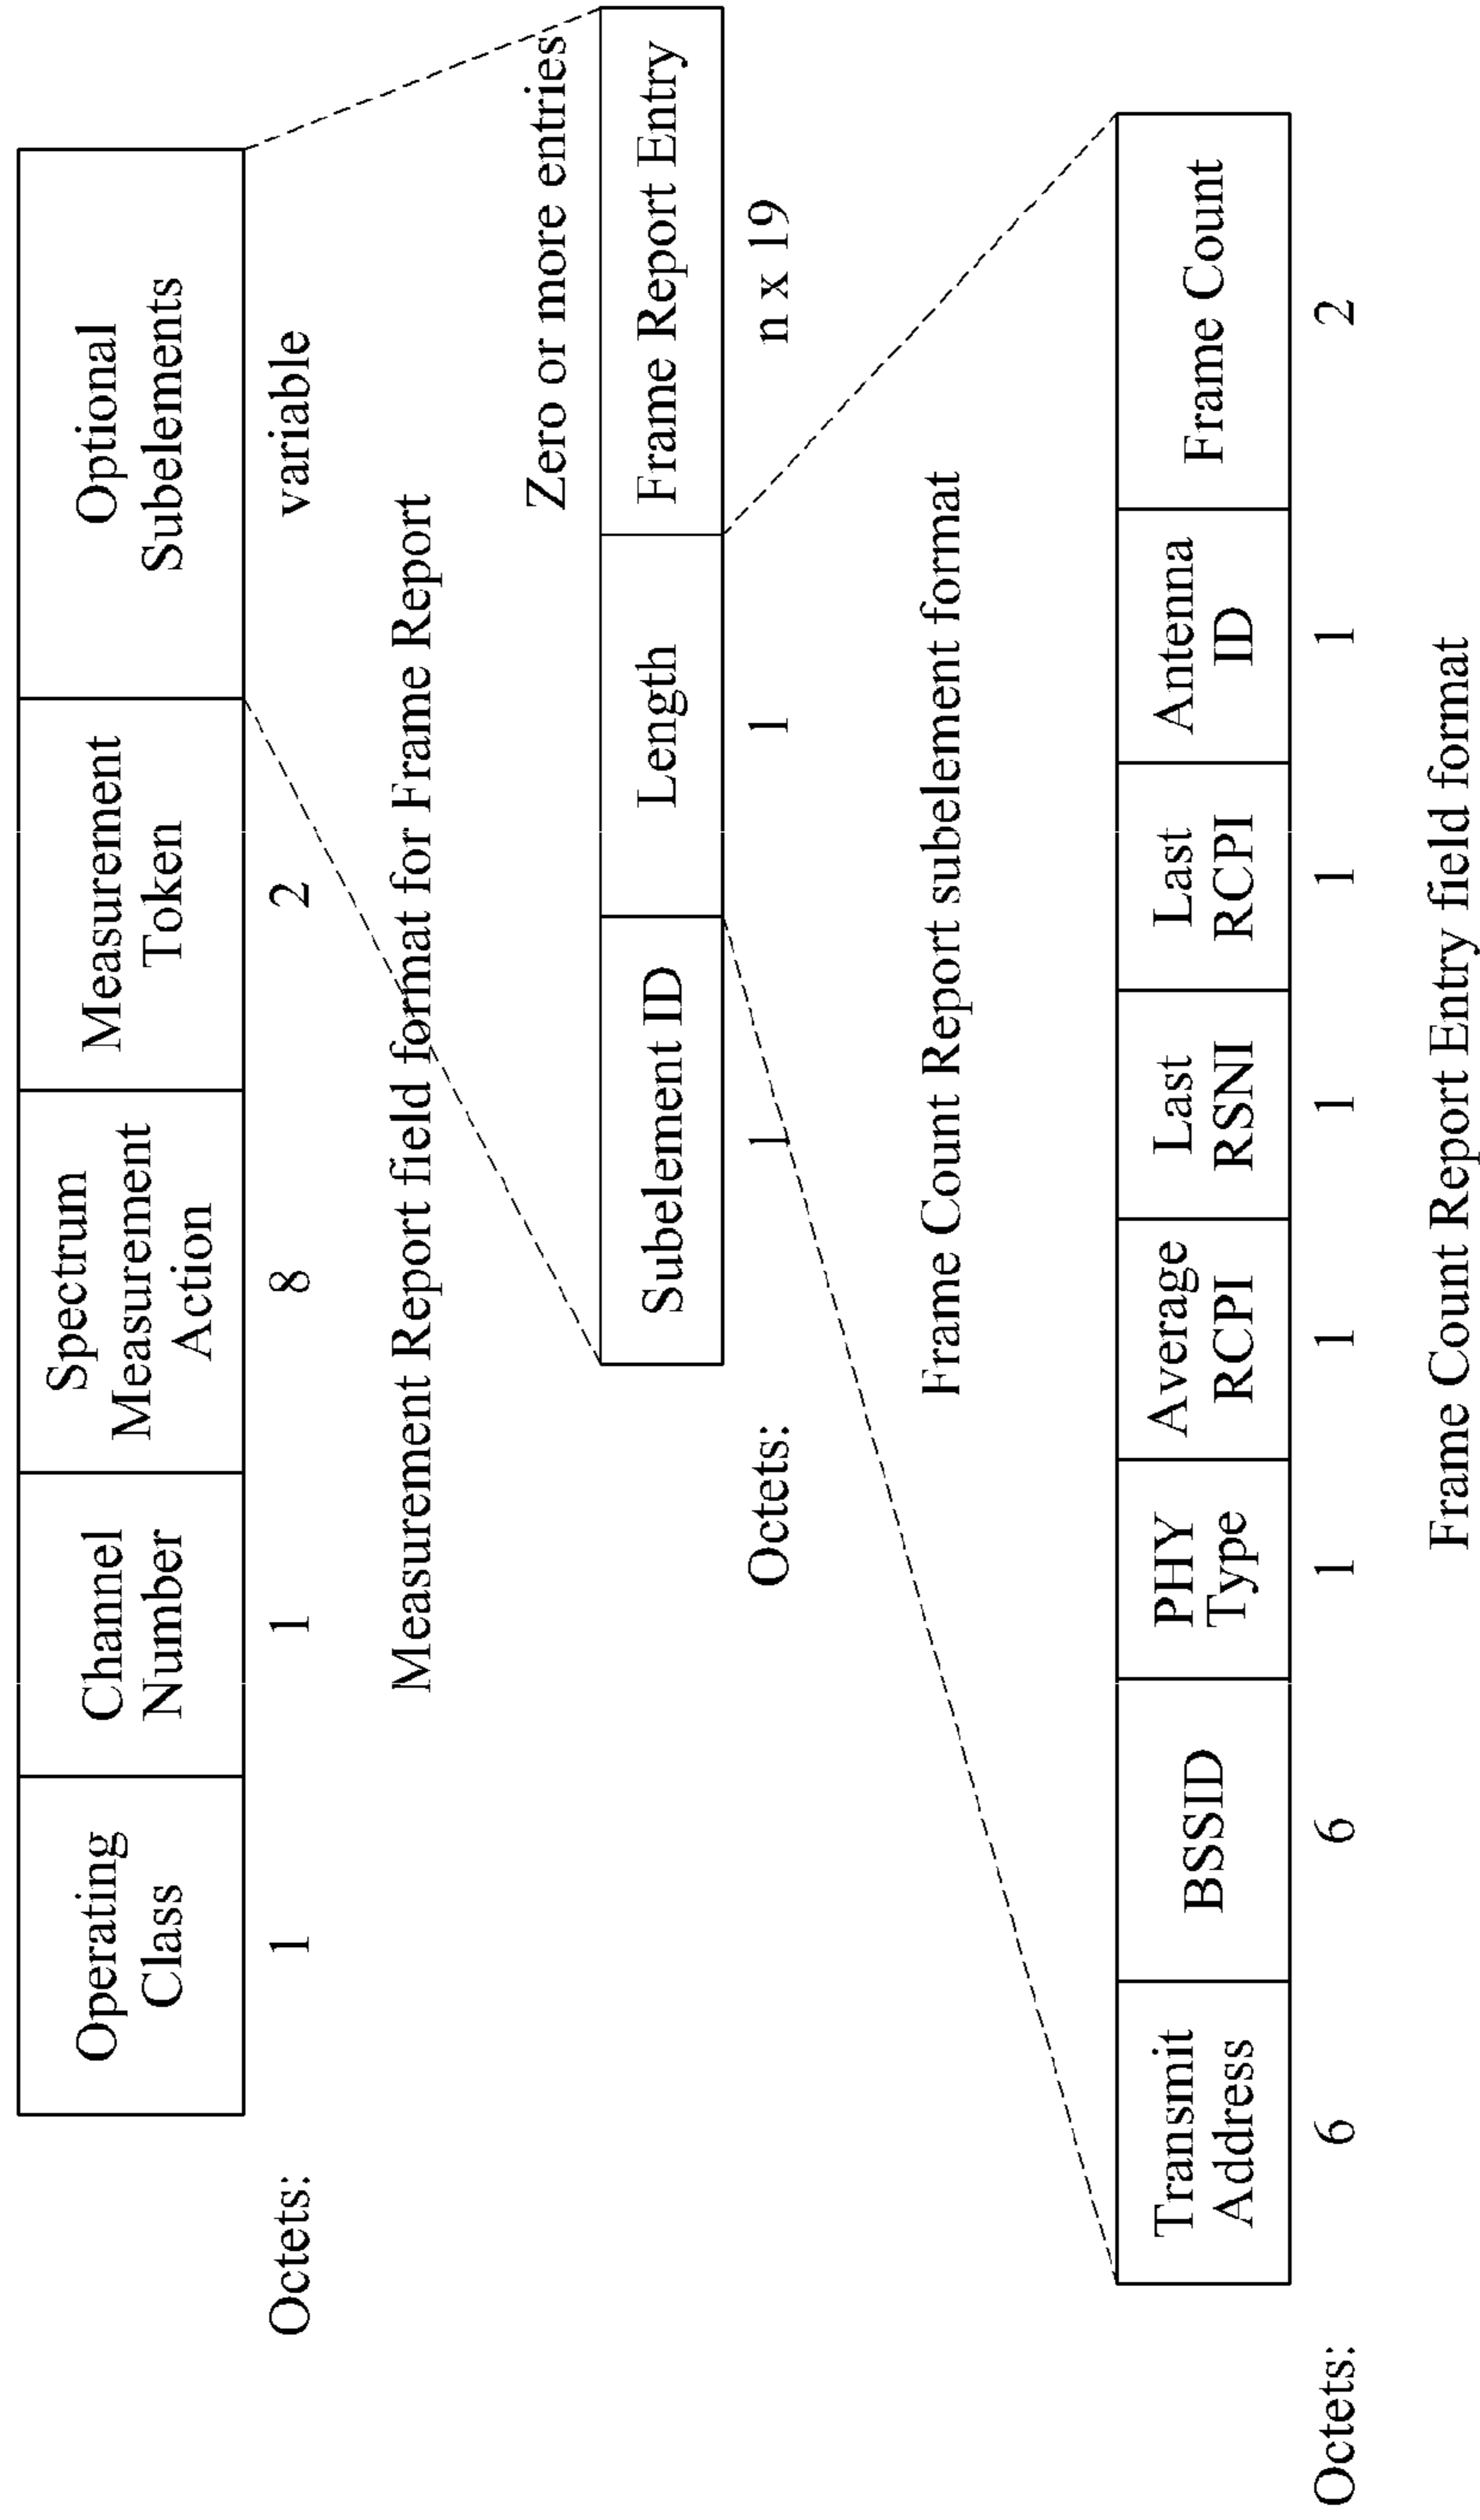 Operating
Class
Channel
Number
Spectrum
Measurement
Action
Measurement
Token
Optional
Subelements
Octets:
1
1
8
2
variable
Measurement Report field format for Frame Report
Zero or more entries
Subelement ID
Length
Frame Report Entry
Octets:
1
1
n x 19
Frame Count Report subelement format
Transmit
Address
BSSID
PHY
Type
Average
RCPI
Last
RSNI
Last
RCPI
Antenna
ID
Frame Count
Octets:
6
6
1
1
1
1
1
2
Frame Count Report Entry field format